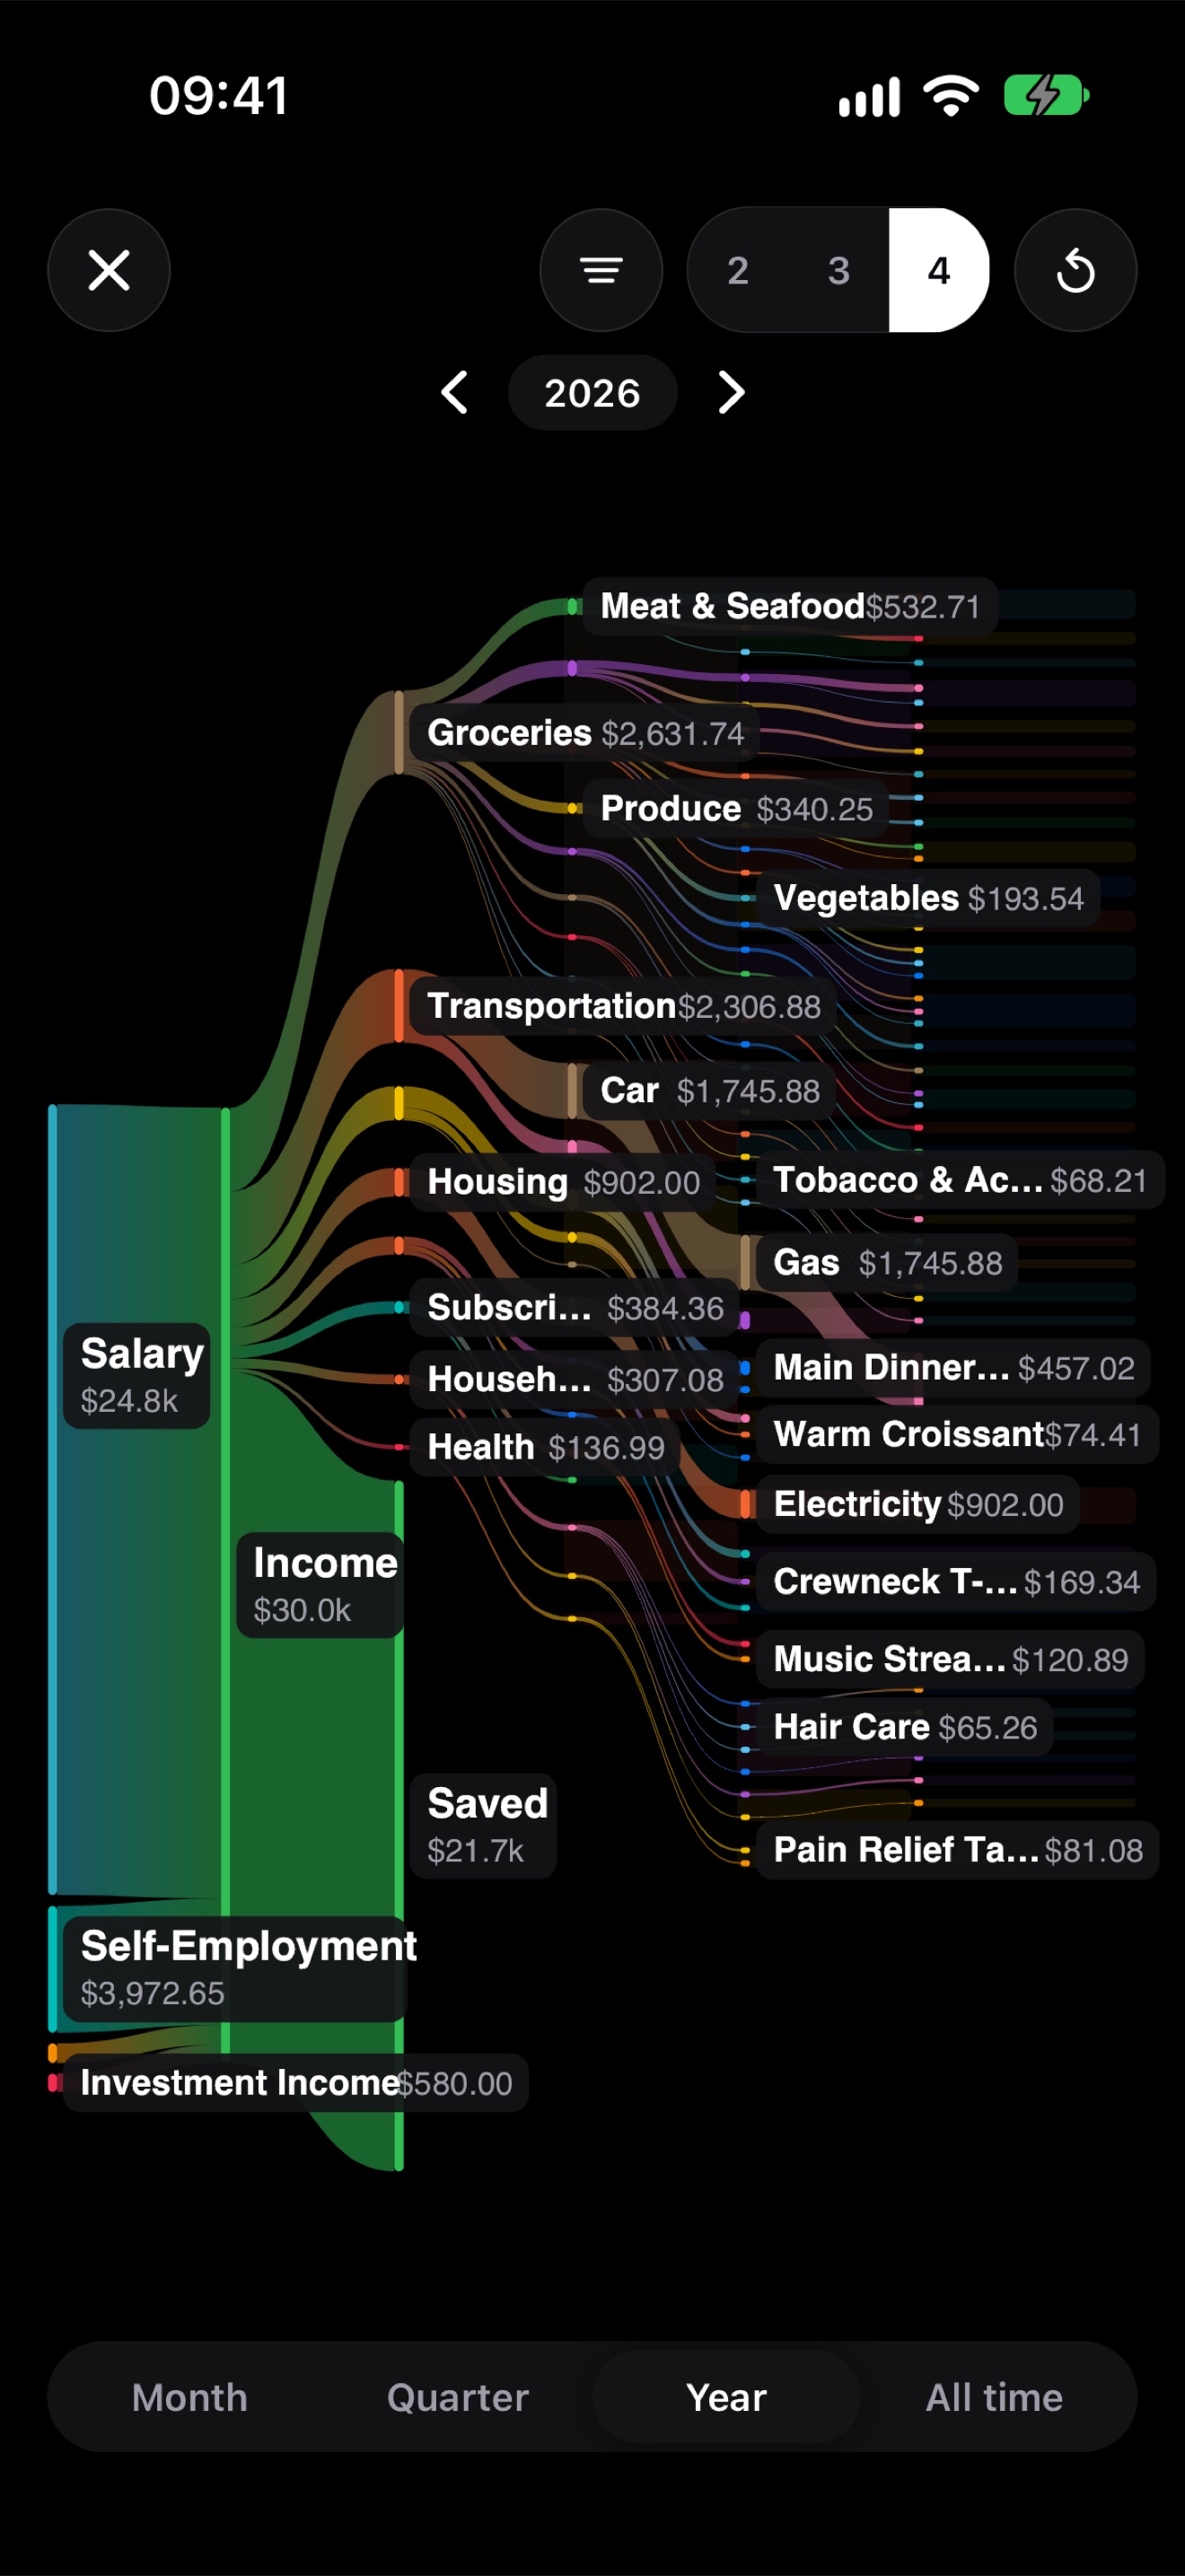 09:41
2 3 4
2026
Meat & Seafood $532.71
Groceries $2,631.74
Produce $340.25
Vegetables $193.54
Transportation $2,306.88
Car $1,745.88
Housing $902.00
Tobacco & Ac... $68.21
Gas $1,745.88
Subscri... $384.36
Salary
$24.8k
Main Dinner... $457.02
Househ... $307.08
Warm Croissant $74.41
Health $136.99
Electricity $902.00
Income
$30.0k
Crewneck T-... $169.34
Music Strea... $120.89
Hair Care $65.26
Saved
$21.7k
Pain Relief Ta... $81.08
Self-Employment
$3,972.65
Investment Income $580.00
Month Quarter Year All time